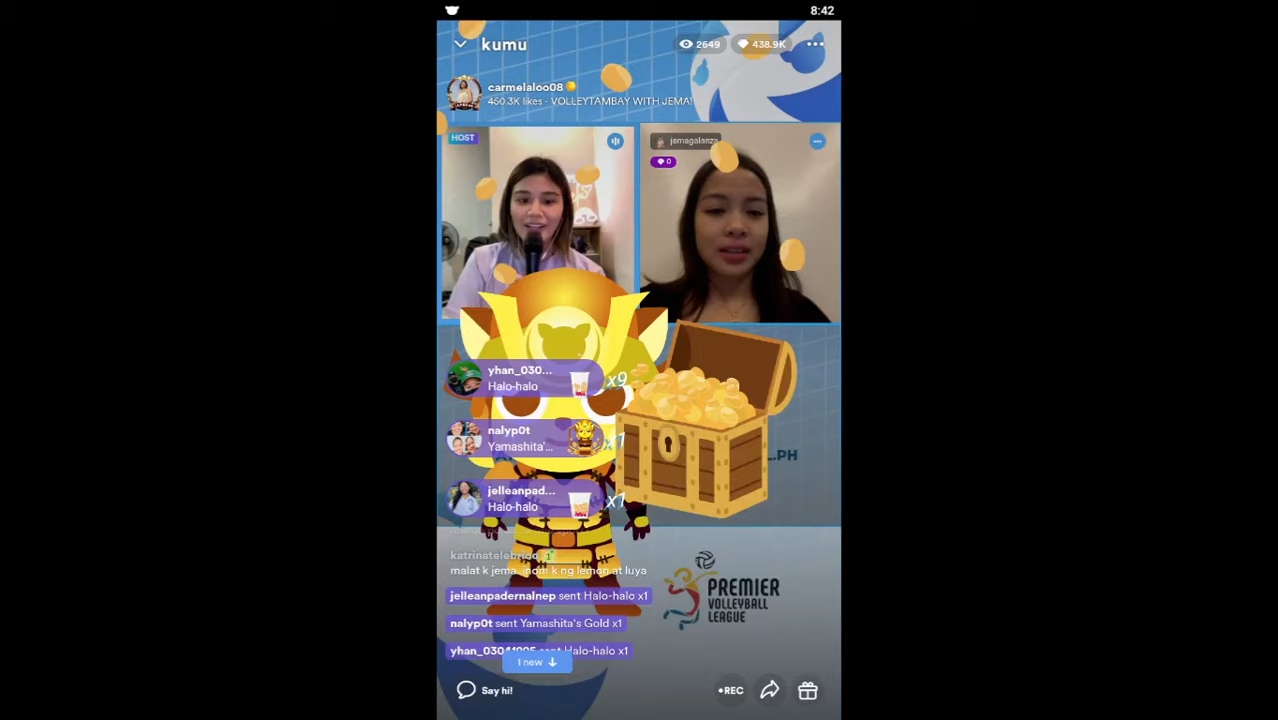 8:42
kumu
2649
438.9K
carmelaloo08
450.3K likes · VOLLEYTAMBAY WITH JEMA!
HOST
jemagalanza
0
yhan_030...
Halo-halo
x9
nalyp0t
Yamashita'...
x1
.PH
jelleanpad...
Halo-halo
x1
katrinatelebrico
malat k jema, inom k ng lemon at luya
jelleanpadernalnep sent Halo-halo x1
nalyp0t sent Yamashita's Gold x1
yhan_03041995 sent Halo-halo x1
PREMIER
VOLLEYBALL
LEAGUE
1 new
Say hi!
•REC